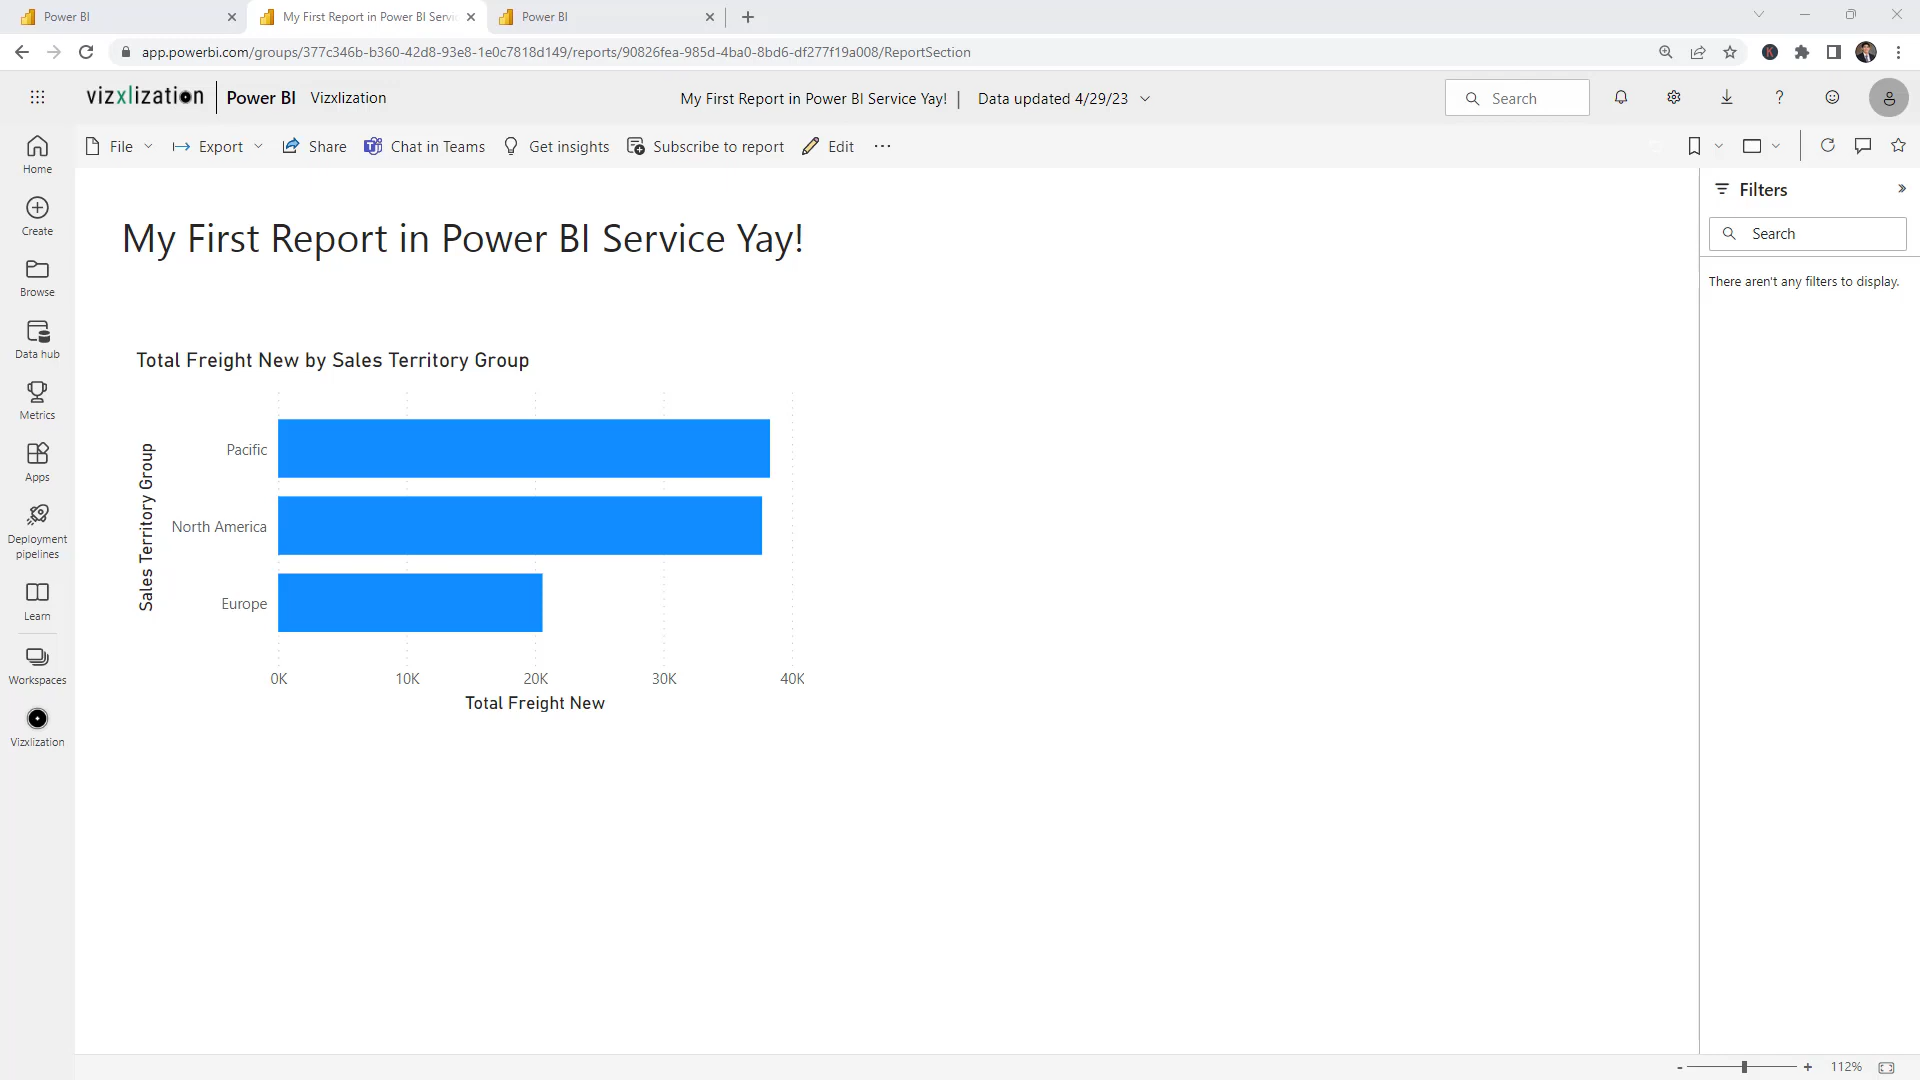 Power BI
My First Report in Power BI Servic
Power BI
app.powerbi.com/groups/377c346b-b360-42d8-93e8-1e0c7818d149/reports/90826fea-985d-4ba0-8bd6-df277f19a008/ReportSection
K
vizxlization Power BI Vizxlization
My First Report in Power BI Service Yay! | Data updated 4/29/23
Search
File Export Share Chat in Teams Get insights Subscribe to report Edit
Home
Create
Browse
Data hub
Metrics
Apps
Deployment
pipelines
Learn
Workspaces
Vizxlization
My First Report in Power BI Service Yay!
Total Freight New by Sales Territory Group
Sales Territory Group
Pacific
North America
Europe
0K 10K 20K 30K 40K
Total Freight New
Filters
Search
There aren't any filters to display.
- + 112%